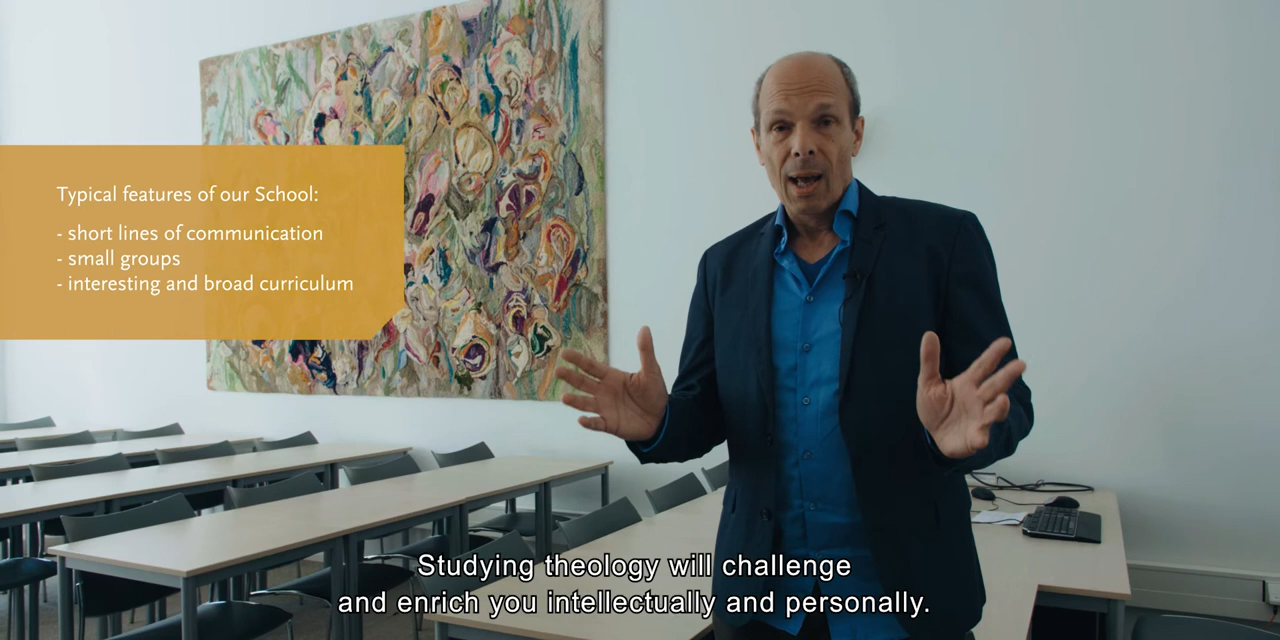 Typical features of our School:
- short lines of communication
- small groups
- interesting and broad curriculum
Studying theology will challenge
and enrich you intellectually and personally.